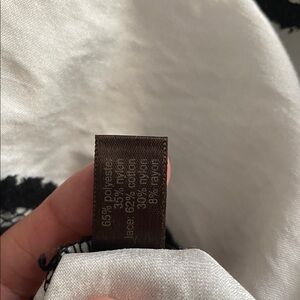 65% polyester
35% nylon
lace: 62% cotton
30% nylon
8% rayon